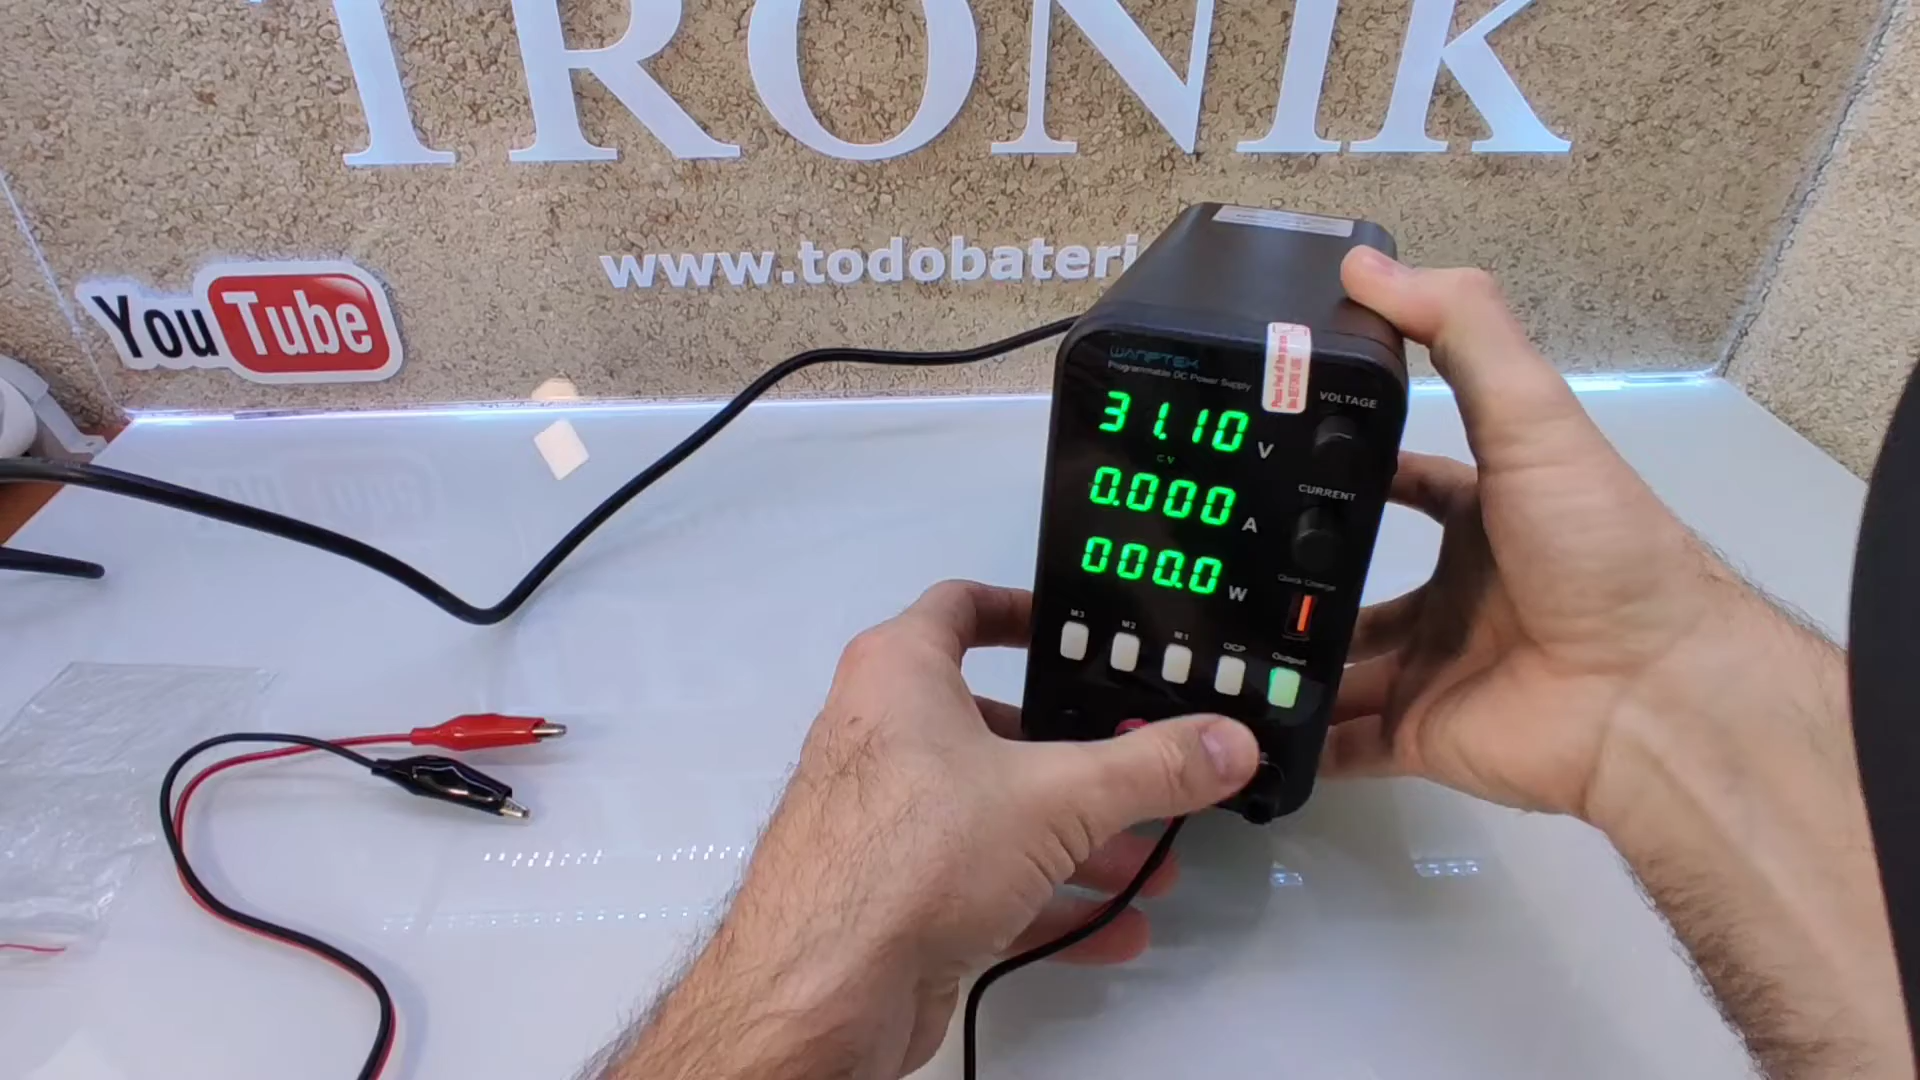 TRONIK
www.todobateri
YouTube
WANPTEK
Programmable DC Power Supply
VOLTAGE
31.10 V
CV
CURRENT
0.000 A
Quick Charge
000.0 W
M3 M2 M1 OCP Output